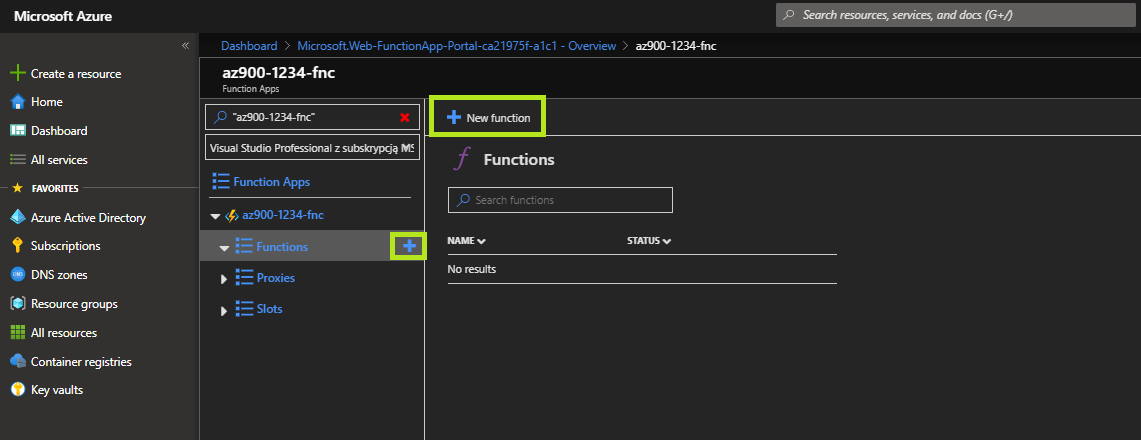 Microsoft Azure
Search resources, services, and docs (G+/)
«
Dashboard > Microsoft.Web-FunctionApp-Portal-ca21975f-a1c1 - Overview > az900-1234-fnc
Create a resource
Home
Dashboard
All services
FAVORITES
Azure Active Directory
Subscriptions
DNS zones
Resource groups
All resources
Container registries
Key vaults
az900-1234-fnc
Function Apps
"az900-1234-fnc"
Visual Studio Professional z subskrypcją MS
Function Apps
az900-1234-fnc
Functions
Proxies
Slots
New function
Functions
Search functions
NAME STATUS
No results